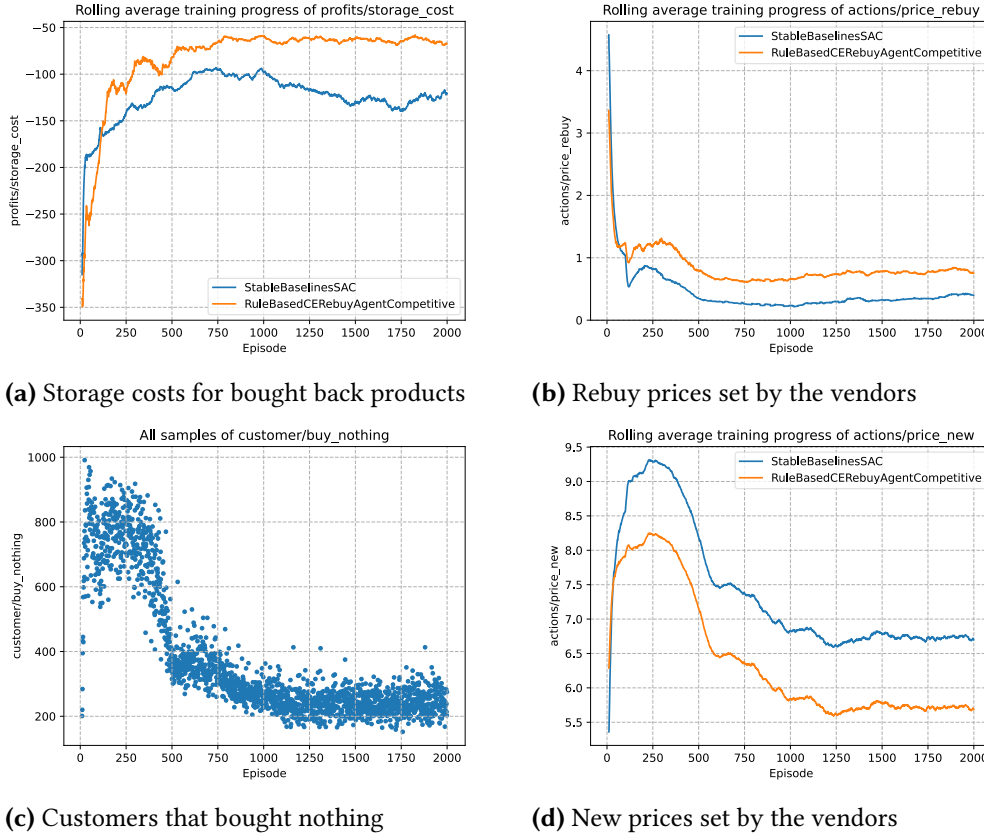 Rolling average training progress of profits/storage_cost
profits/storage_cost
−50
−100
−150
−200
−250
−300
−350
StableBaselinesSAC
RuleBasedCERebuyAgentCompetitive
0 250 500 750 1000 1250 1500 1750 2000
Episode
(a) Storage costs for bought back products
Rolling average training progress of actions/price_rebuy
actions/price_rebuy
4
3
2
1
0
StableBaselinesSAC
RuleBasedCERebuyAgentCompetitive
0 250 500 750 1000 1250 1500 1750 2000
Episode
(b) Rebuy prices set by the vendors
All samples of customer/buy_nothing
customer/buy_nothing
1000
800
600
400
200
0 250 500 750 1000 1250 1500 1750 2000
Episode
(c) Customers that bought nothing
Rolling average training progress of actions/price_new
actions/price_new
9.5
9.0
8.5
8.0
7.5
7.0
6.5
6.0
5.5
StableBaselinesSAC
RuleBasedCERebuyAgentCompetitive
0 250 500 750 1000 1250 1500 1750 2000
Episode
(d) New prices set by the vendors